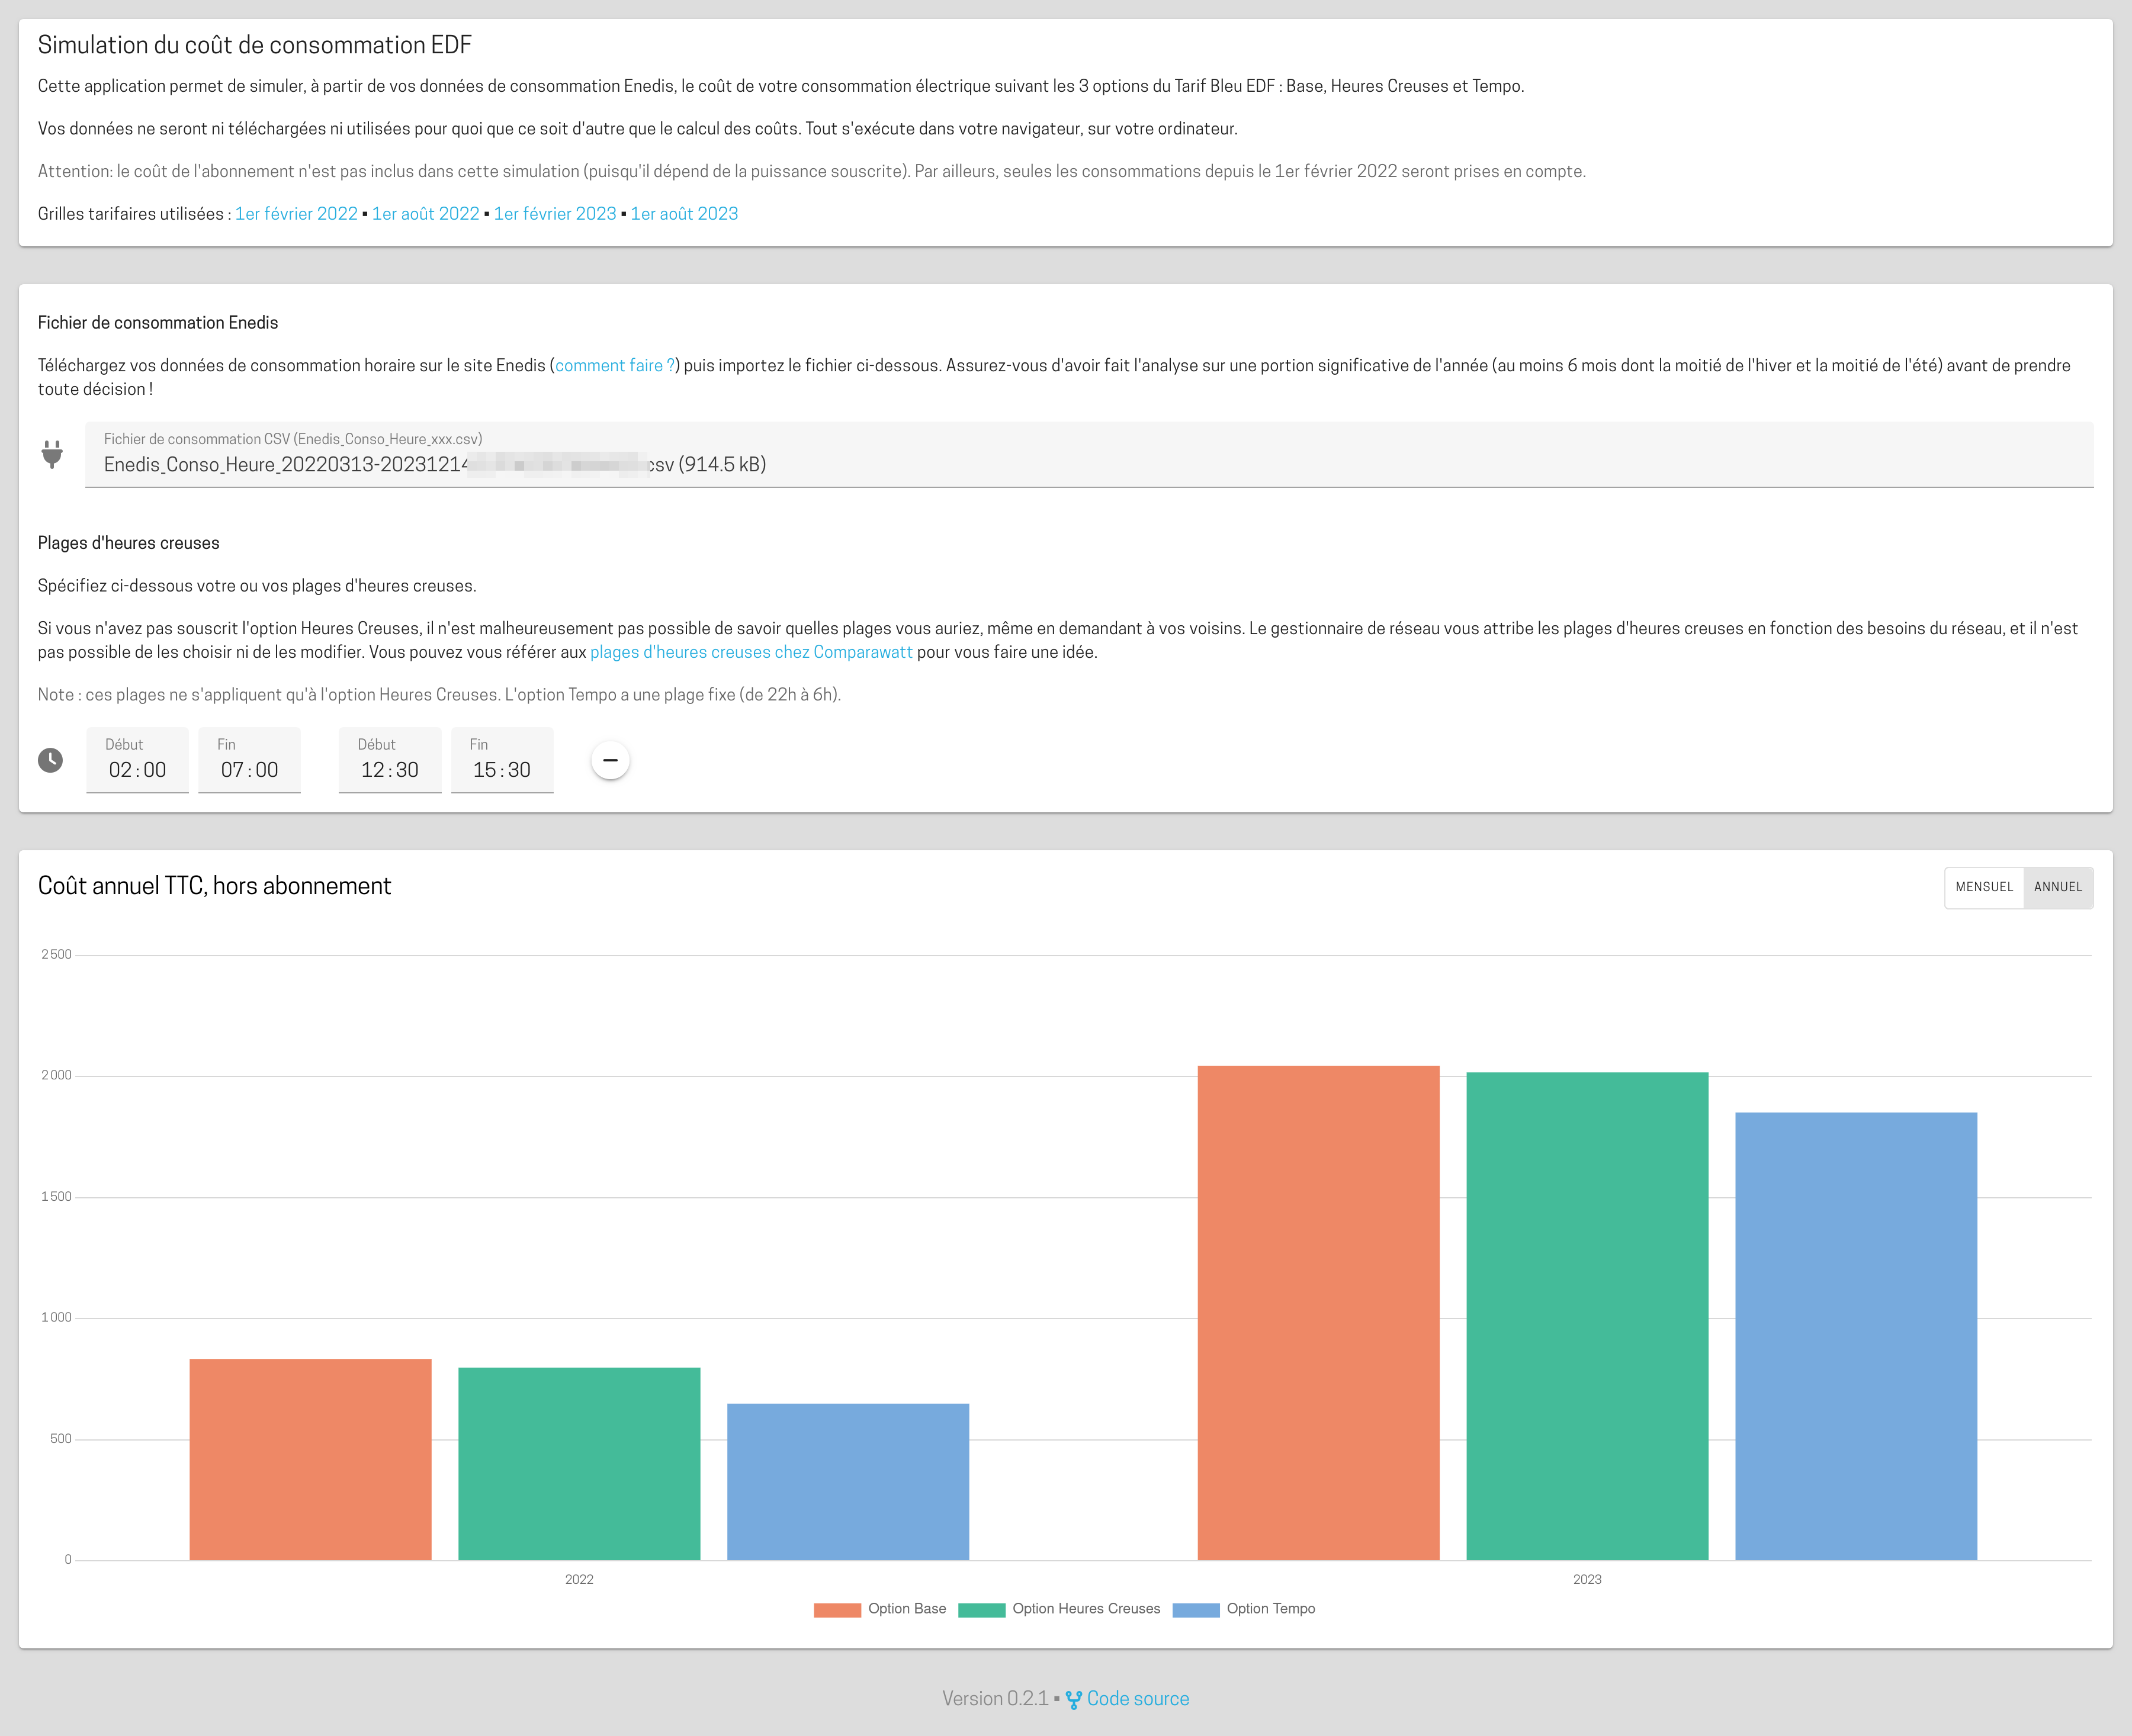 Simulation du coût de consommation EDF
Cette application permet de simuler, à partir de vos données de consommation Enedis, le coût de votre consommation électrique suivant les 3 options du Tarif Bleu EDF : Base, Heures Creuses et Tempo.
Vos données ne seront ni téléchargées ni utilisées pour quoi que ce soit d'autre que le calcul des coûts. Tout s'exécute dans votre navigateur, sur votre ordinateur.
Attention: le coût de l'abonnement n'est pas inclus dans cette simulation (puisqu'il dépend de la puissance souscrite). Par ailleurs, seules les consommations depuis le 1er février 2022 seront prises en compte.
Grilles tarifaires utilisées : 1er février 2022 ▪ 1er août 2022 ▪ 1er février 2023 ▪ 1er août 2023
Fichier de consommation Enedis
Téléchargez vos données de consommation horaire sur le site Enedis (comment faire ?) puis importez le fichier ci-dessous. Assurez-vous d'avoir fait l'analyse sur une portion significative de l'année (au moins 6 mois dont la moitié de l'hiver et la moitié de l'été) avant de prendre
toute décision !
Fichier de consommation CSV (Enedis_Conso_Heure_xxx.csv)
Enedis_Conso_Heure_20220313-20231214 csv (914.5 kB)
Plages d'heures creuses
Spécifiez ci-dessous votre ou vos plages d'heures creuses.
Si vous n'avez pas souscrit l'option Heures Creuses, il n'est malheureusement pas possible de savoir quelles plages vous auriez, même en demandant à vos voisins. Le gestionnaire de réseau vous attribe les plages d'heures creuses en fonction des besoins du réseau, et il n'est
pas possible de les choisir ni de les modifier. Vous pouvez vous référer aux plages d'heures creuses chez Comparawatt pour vous faire une idée.
Note : ces plages ne s'appliquent qu'à l'option Heures Creuses. L'option Tempo a une plage fixe (de 22h à 6h).
Début Fin Début Fin
02:00 07:00 12:30 15:30
Coût annuel TTC, hors abonnement
MENSUEL ANNUEL
2 500
2 000
1 500
1 000
500
0
2022 2023
Option Base Option Heures Creuses Option Tempo
Version 0.2.1 ▪ Code source